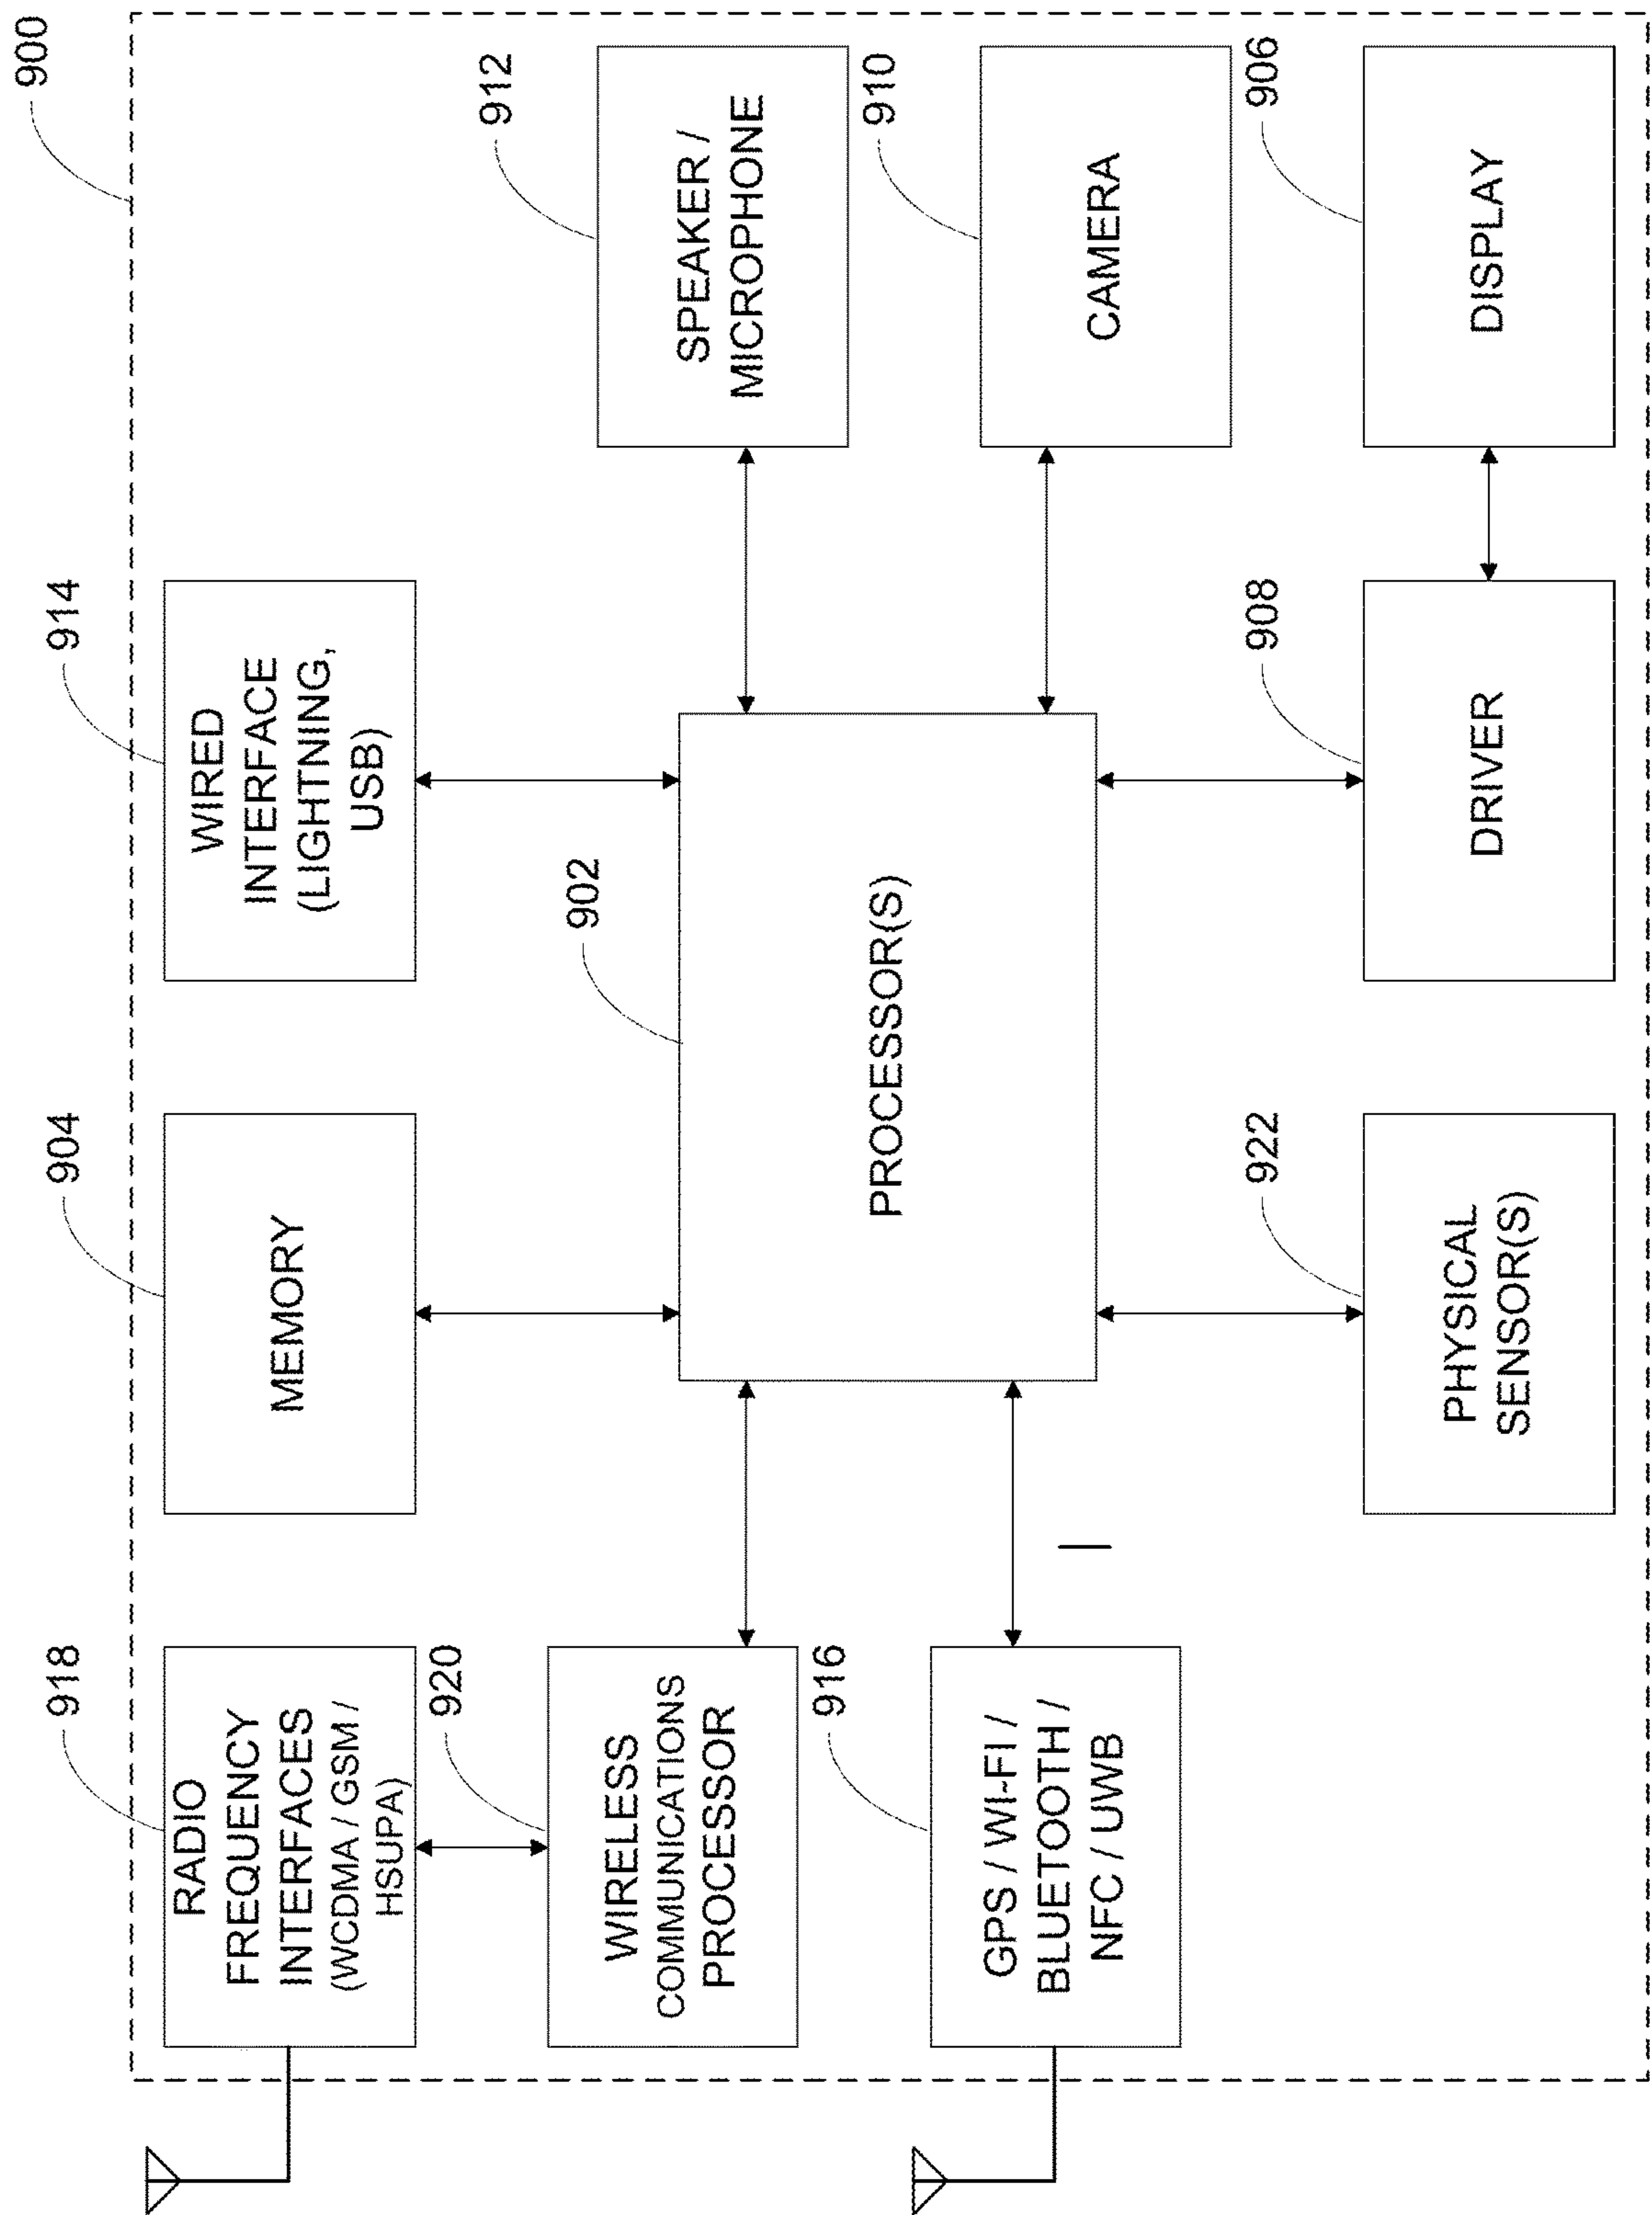 900
918
RADIO
FREQUENCY
INTERFACES
(WCDMA / GSM /
HSUPA)
904
MEMORY
914
WIRED
INTERFACE
(LIGHTNING,
USB)
920
WIRELESS
COMMUNICATIONS
PROCESSOR
902
PROCESSOR(S)
912
SPEAKER /
MICROPHONE
916
GPS / WI-FI /
BLUETOOTH /
NFC / UWB
910
CAMERA
922
PHYSICAL
SENSOR(S)
908
DRIVER
906
DISPLAY